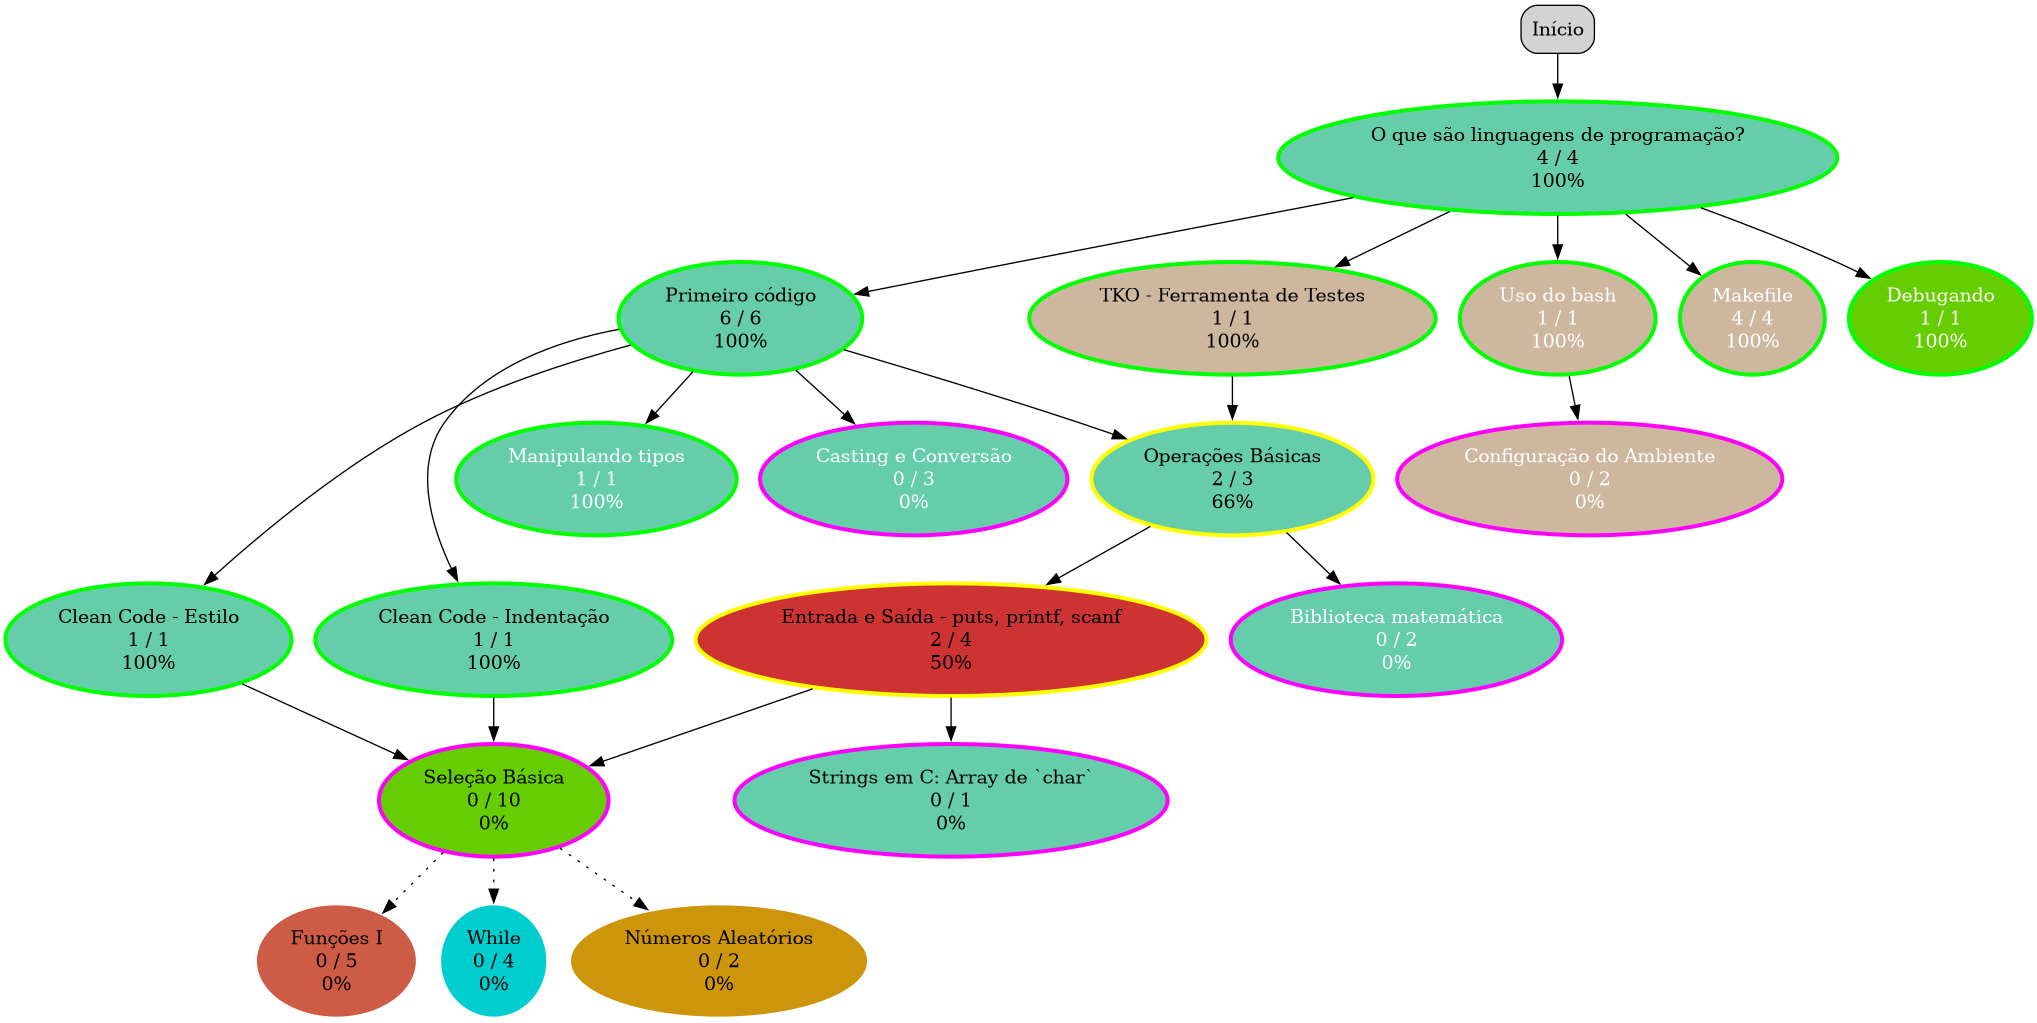 Início
O que são linguagens de programação?
4 / 4
100%
Primeiro código
6 / 6
100%
TKO - Ferramenta de Testes
1 / 1
100%
Uso do bash
1 / 1
100%
Makefile
4 / 4
100%
Debugando
1 / 1
100%
Manipulando tipos
1 / 1
100%
Casting e Conversão
0 / 3
0%
Operações Básicas
2 / 3
66%
Configuração do Ambiente
0 / 2
0%
Clean Code - Estilo
1 / 1
100%
Clean Code - Indentação
1 / 1
100%
Entrada e Saída - puts, printf, scanf
2 / 4
50%
Biblioteca matemática
0 / 2
0%
Seleção Básica
0 / 10
0%
Strings em C: Array de `char`
0 / 1
0%
Funções I
0 / 5
0%
While
0 / 4
0%
Números Aleatórios
0 / 2
0%